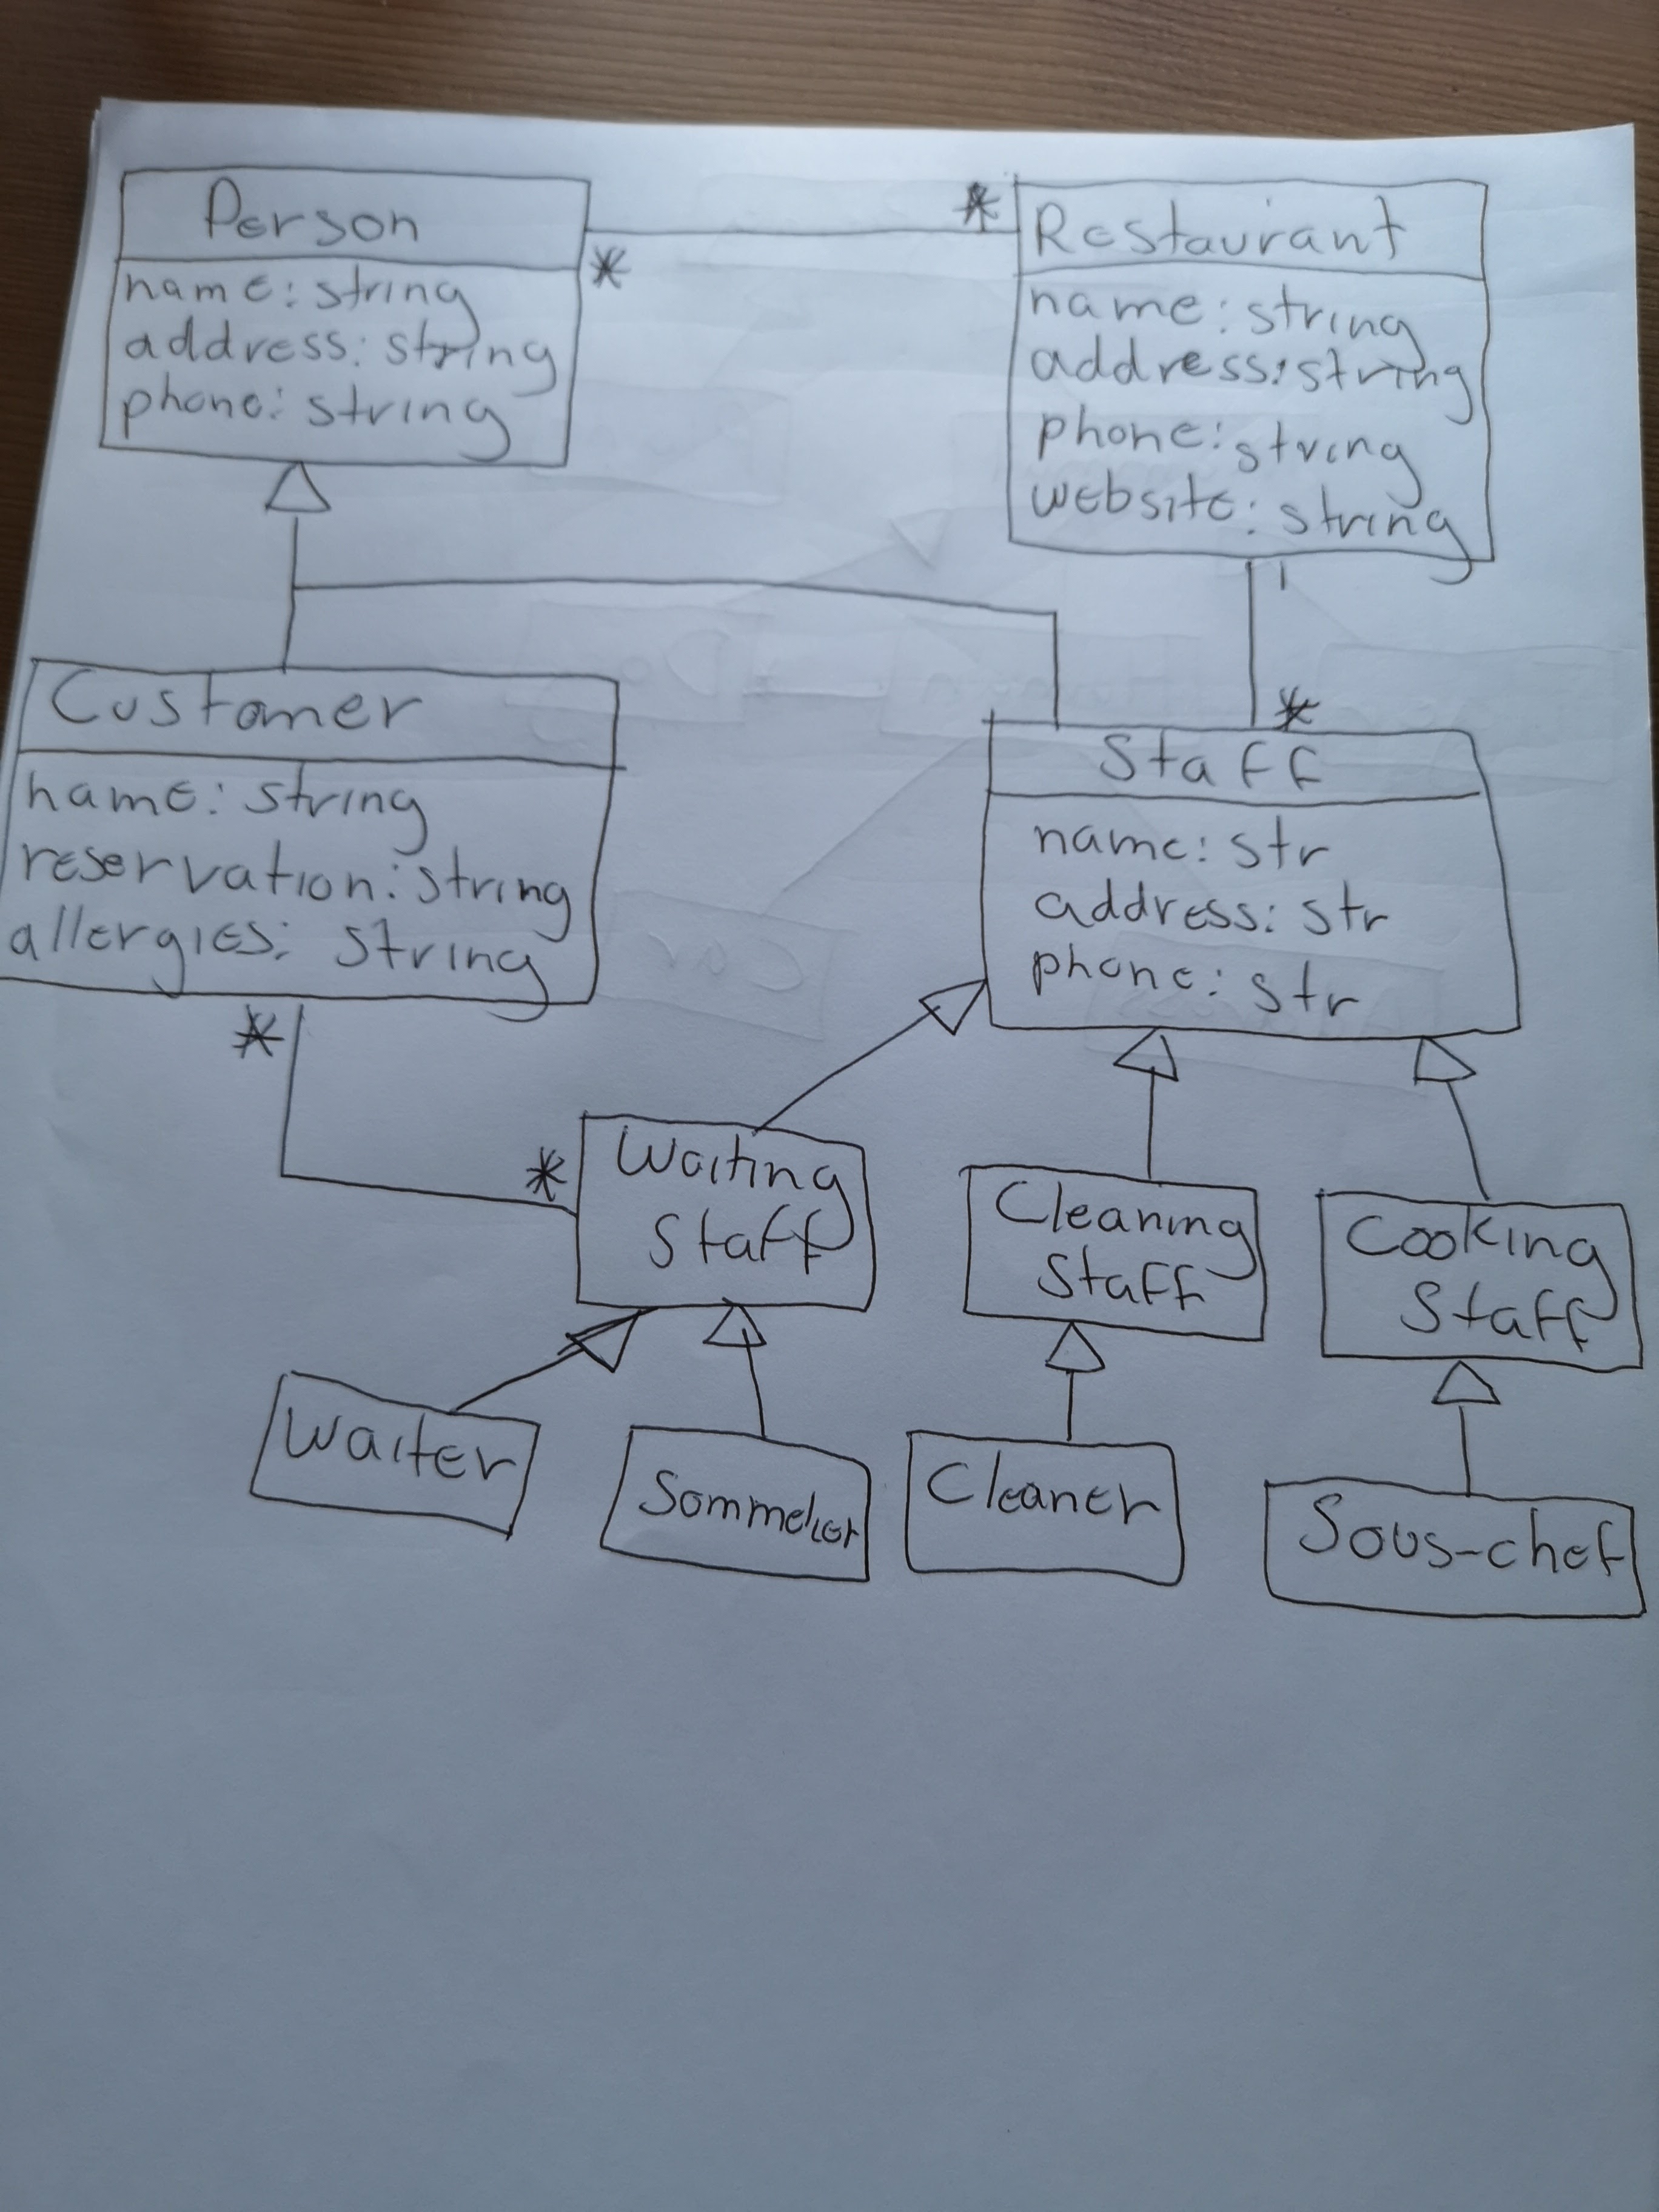 Person
*
*
Restaurant
name: string
address: string
phone: string
name: string
address: string
phone: string
website: string
1
*
Customer
name: string
reservation: string
allergies: string
Staff
name: str
address: str
phone: str
*
*
Waiting
Staff
Cleaning
Staff
Cooking
Staff
Waiter
Sommelier
Cleaner
Sous-chef